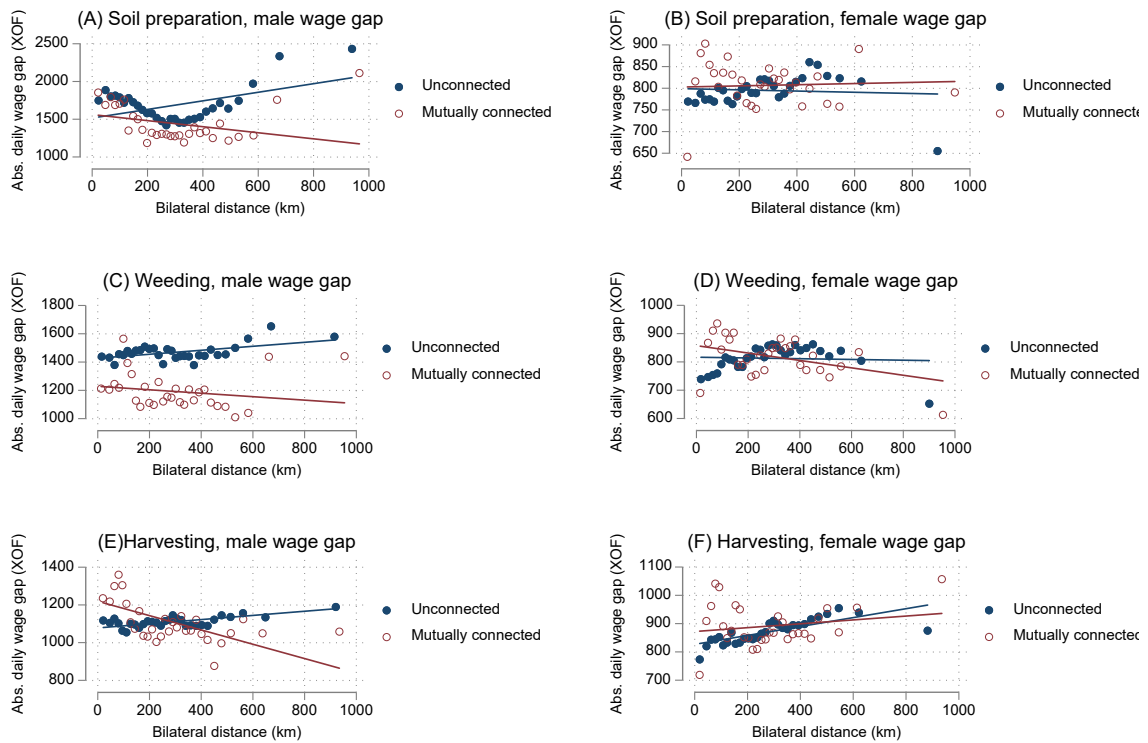 (A) Soil preparation, male wage gap
Abs. daily wage gap (XOF)
2500
2000
1500
1000
0 200 400 600 800 1000
Bilateral distance (km)
Unconnected
Mutually connected
(B) Soil preparation, female wage gap
Abs. daily wage gap (XOF)
900
850
800
750
700
650
0 200 400 600 800 1000
Bilateral distance (km)
Unconnected
Mutually connected
(C) Weeding, male wage gap
Abs. daily wage gap (XOF)
1800
1600
1400
1200
1000
0 200 400 600 800 1000
Bilateral distance (km)
Unconnected
Mutually connected
(D) Weeding, female wage gap
Abs. daily wage gap (XOF)
1000
900
800
700
600
0 200 400 600 800 1000
Bilateral distance (km)
Unconnected
Mutually connected
(E)Harvesting, male wage gap
Abs. daily wage gap (XOF)
1400
1200
1000
800
0 200 400 600 800 1000
Bilateral distance (km)
Unconnected
Mutually connected
(F) Harvesting, female wage gap
Abs. daily wage gap (XOF)
1100
1000
900
800
700
0 200 400 600 800 1000
Bilateral distance (km)
Unconnected
Mutually connected